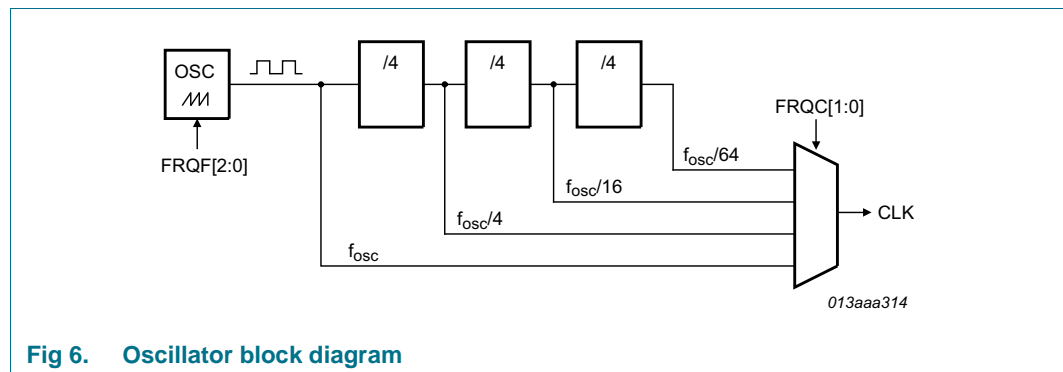 OSC
FRQF[2:0]
/4
/4
/4
FRQC[1:0]
fosc/64
fosc/16
fosc/4
fosc
CLK
013aaa314
Fig 6. Oscillator block diagram